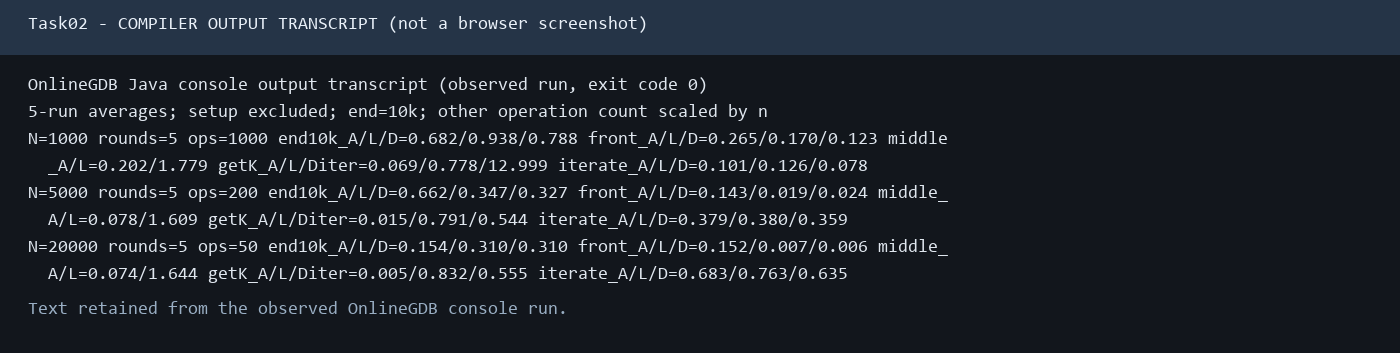 Task02 - COMPILER OUTPUT TRANSCRIPT (not a browser screenshot)
OnlineGDB Java console output transcript (observed run, exit code 0)
5-run averages; setup excluded; end=10k; other operation count scaled by n
N=1000 rounds=5 ops=1000 end10k_A/L/D=0.682/0.938/0.788 front_A/L/D=0.265/0.170/0.123 middle
_A/L=0.202/1.779 getK_A/L/Diter=0.069/0.778/12.999 iterate_A/L/D=0.101/0.126/0.078
N=5000 rounds=5 ops=200 end10k_A/L/D=0.662/0.347/0.327 front_A/L/D=0.143/0.019/0.024 middle_
A/L=0.078/1.609 getK_A/L/Diter=0.015/0.791/0.544 iterate_A/L/D=0.379/0.380/0.359
N=20000 rounds=5 ops=50 end10k_A/L/D=0.154/0.310/0.310 front_A/L/D=0.152/0.007/0.006 middle_
A/L=0.074/1.644 getK_A/L/Diter=0.005/0.832/0.555 iterate_A/L/D=0.683/0.763/0.635
Text retained from the observed OnlineGDB console run.